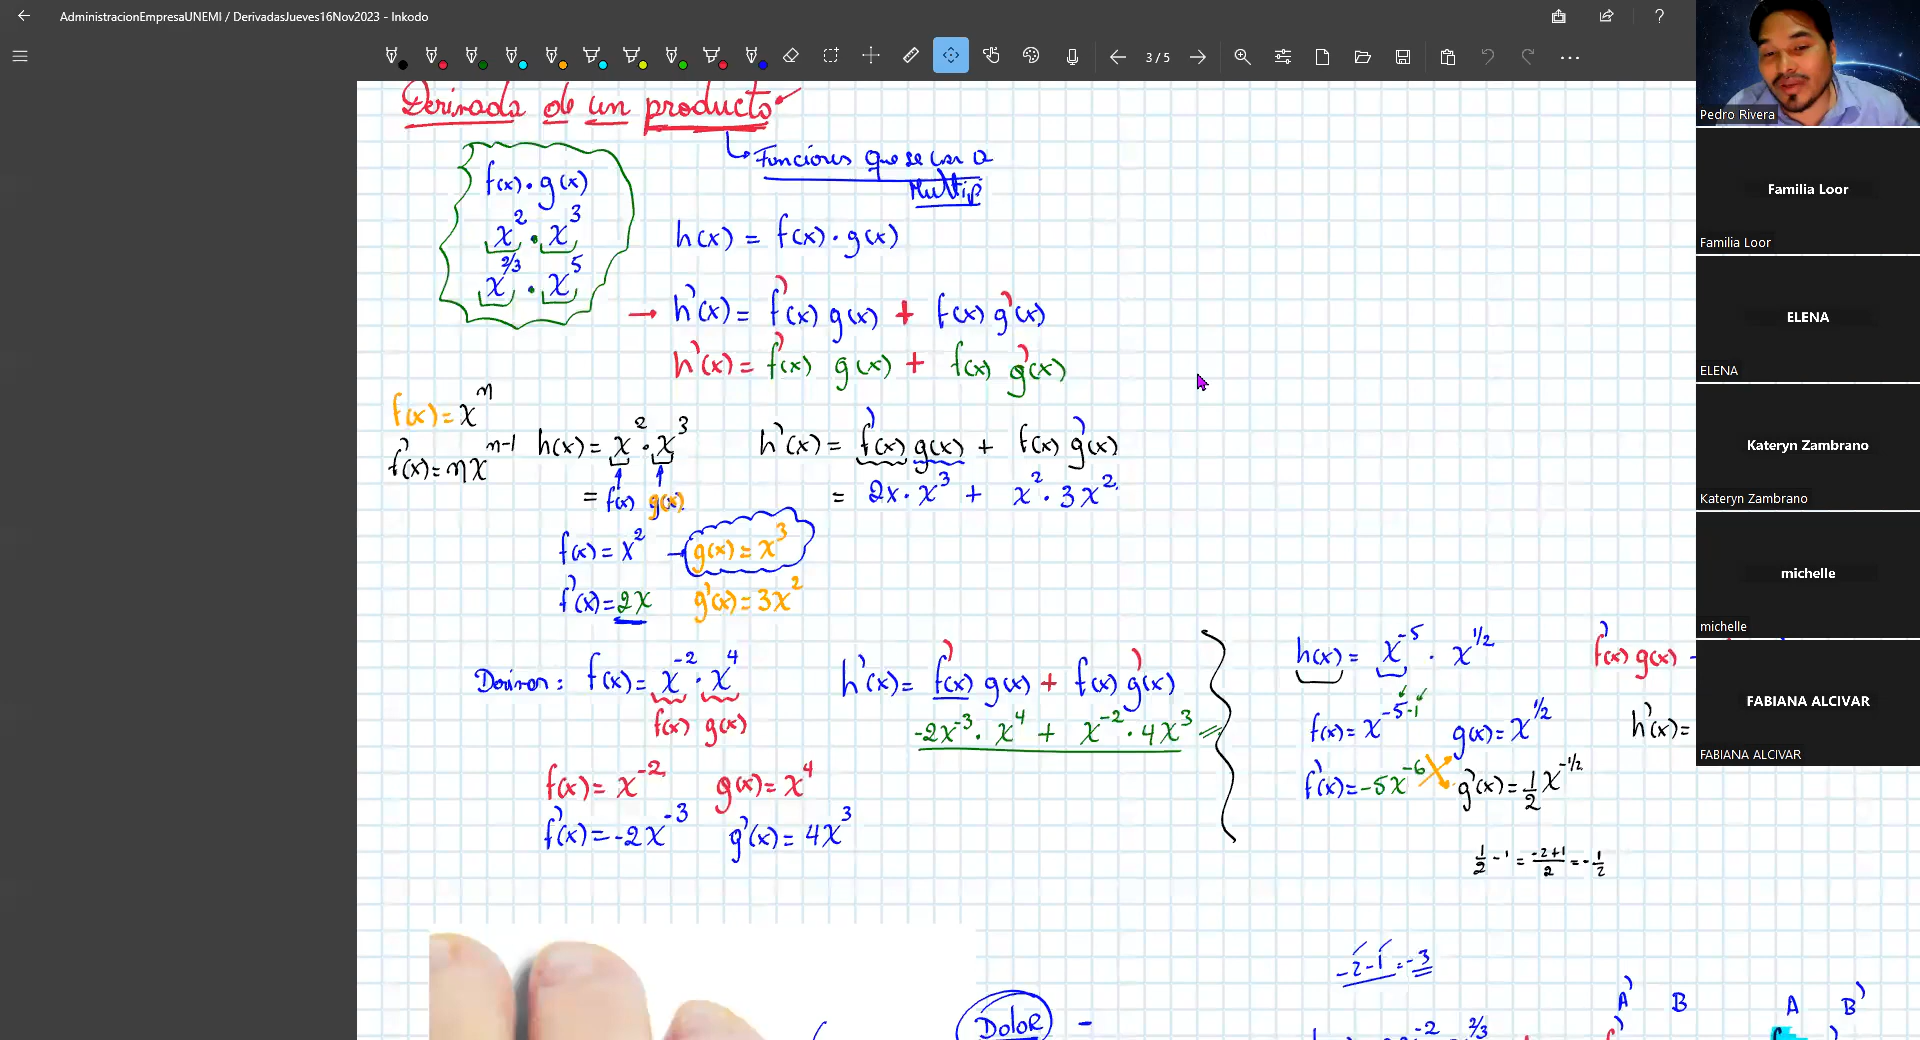 AdministracionEmpresaUNEMI / DerivadasJueves16Nov2023 - Inkodo
3 / 5
Derivada de un producto
Funciones que se van a
Multip
f(x)·g(x)
x²·x³
x^2/3 · x^5
h(x) = f(x)·g(x)
h'(x) = f'(x) g(x) + f(x) g'(x)
h'(x) = f'(x) g(x) + f(x) g'(x)
f(x) = x^n
f'(x) = nx^n-1
h(x) = x²·x³
= f(x) g(x)
f(x) = x²
g(x) = x³
f'(x) = 2x
g'(x) = 3x²
h'(x) = f'(x) g(x) + f(x) g'(x)
= 2x·x³ + x²·3x²
f(x) = x^-2 · x^4
f(x) g(x)
f(x) = x^-2
g(x) = x^4
f'(x) = -2x^-3
g'(x) = 4x³
h'(x) = f'(x) g(x) + f(x) g'(x)
-2x^-3 · x^4 + x^-2 · 4x³
h(x) = x^-5 · x^1/2
f(x) = x^-5-1
g(x) = x^1/2
f'(x) = -5x^-6
g'(x) = 1/2 x^-1/2
1/2 - 1 = -2+1/2 = -1/2
f'(x) g(x)
h'(x) =
-2-1 = -3
Dolor
A' B A B'
-2 2/3
Pedro Rivera
Familia Loor
Familia Loor
ELENA
ELENA
Kateryn Zambrano
Kateryn Zambrano
michelle
michelle
FABIANA ALCIVAR
FABIANA ALCIVAR